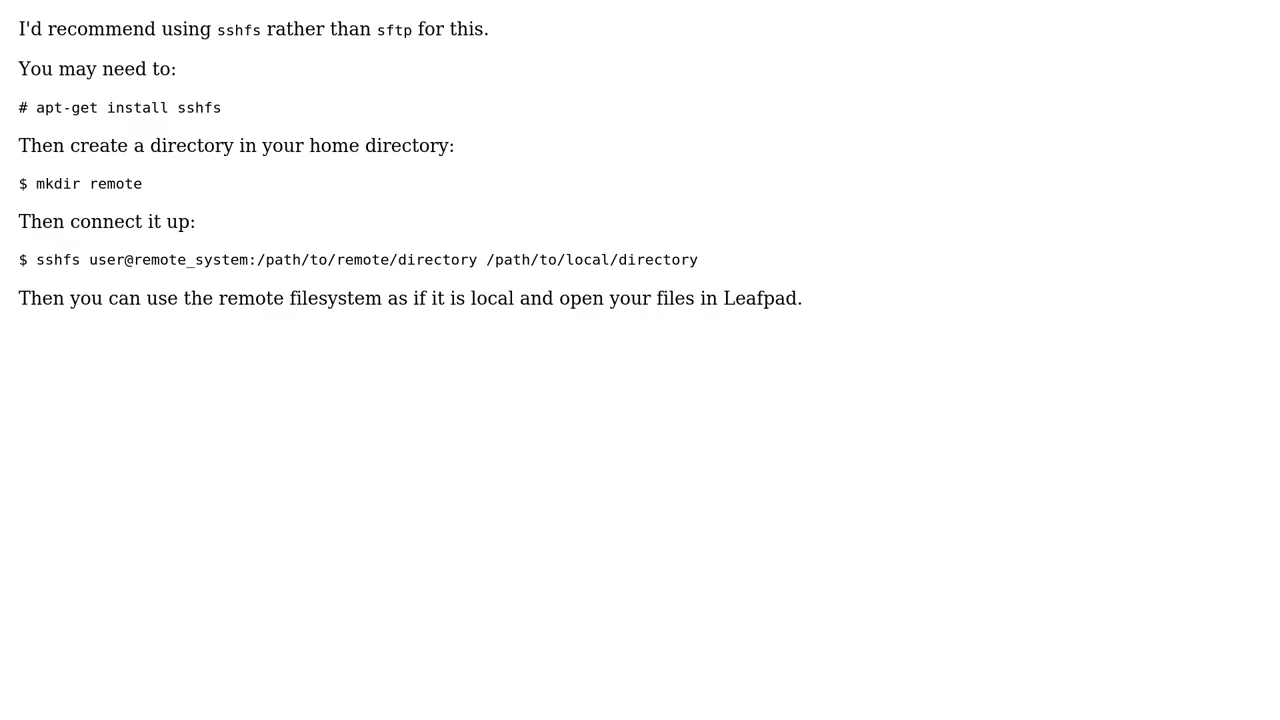 I'd recommend using sshfs rather than sftp for this.
You may need to:
# apt-get install sshfs
Then create a directory in your home directory:
$ mkdir remote
Then connect it up:
$ sshfs user@remote_system:/path/to/remote/directory /path/to/local/directory
Then you can use the remote filesystem as if it is local and open your files in Leafpad.